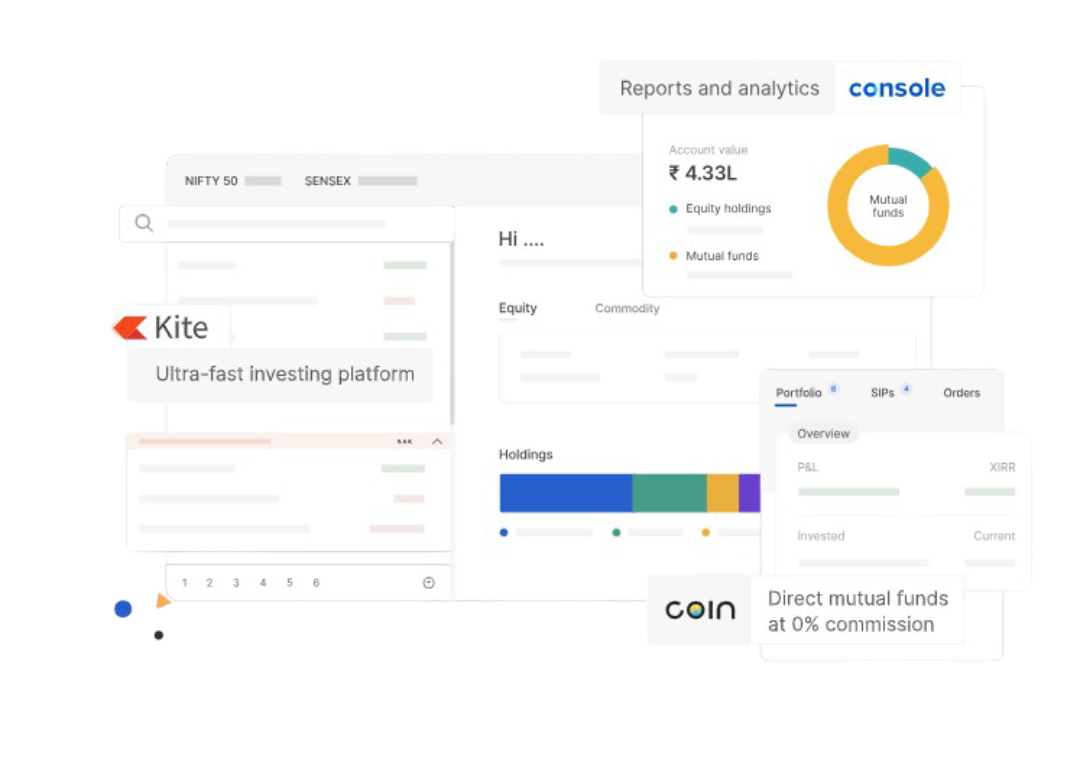 Reports and analytics
console
Account value
₹ 4.33L
Equity holdings
Mutual funds
Mutual
funds
NIFTY 50
SENSEX
Hi ....
Equity
Commodity
Kite
Ultra-fast investing platform
Holdings
1 2 3 4 5 6
Portfolio 6
SIPs 4
Orders
Overview
P&L
XIRR
Invested
Current
coin
Direct mutual funds
at 0% commission